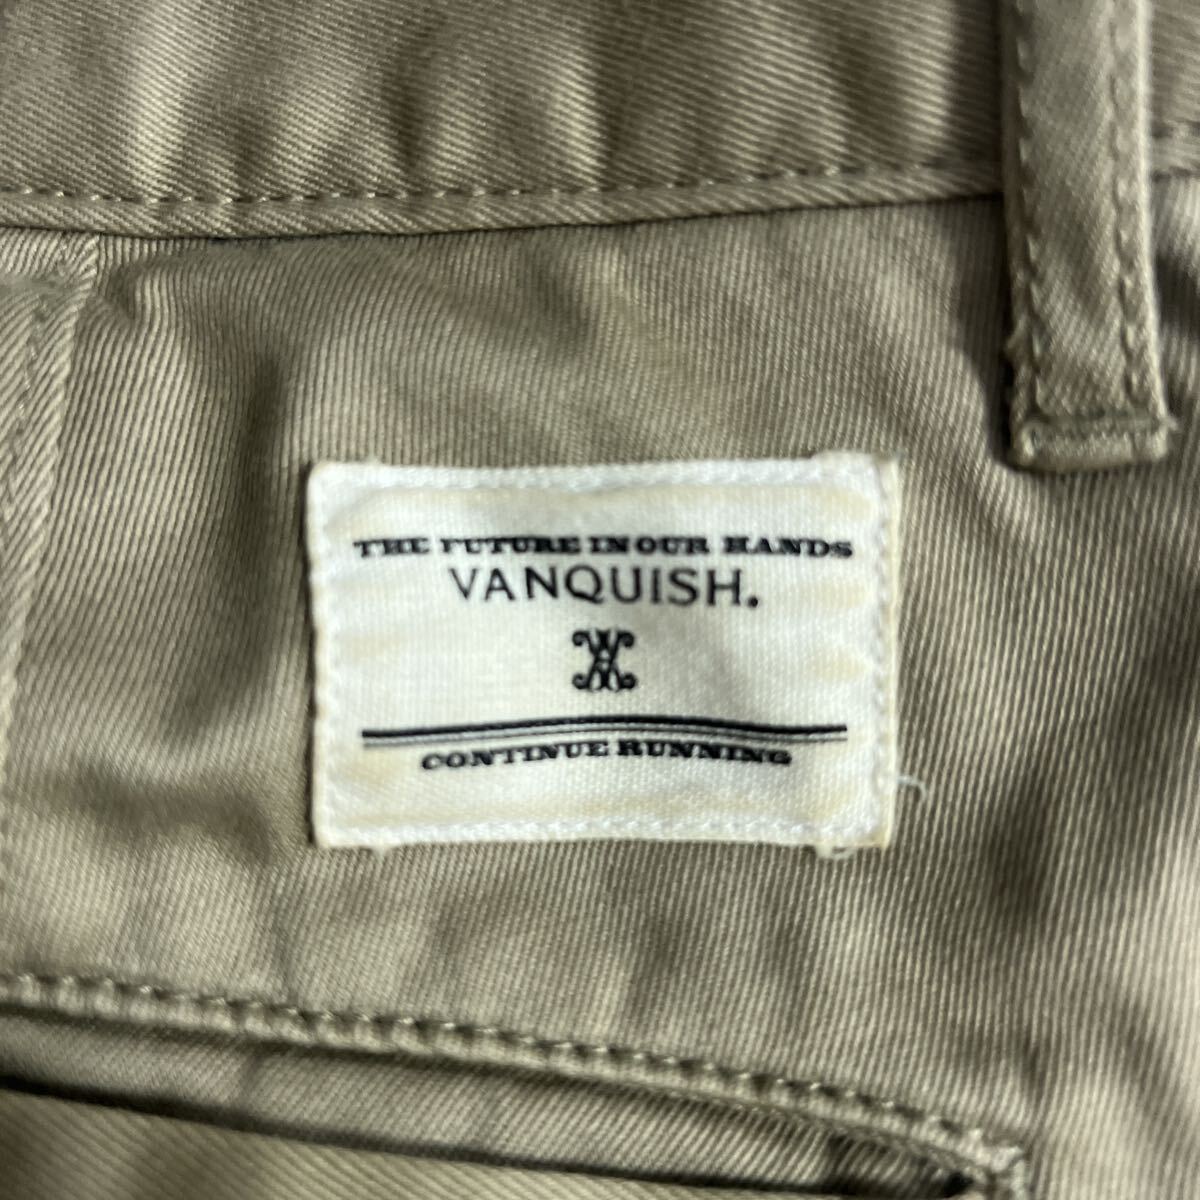 THE FUTURE IN OUR HANDS
VANQUISH.
CONTINUE RUNNING